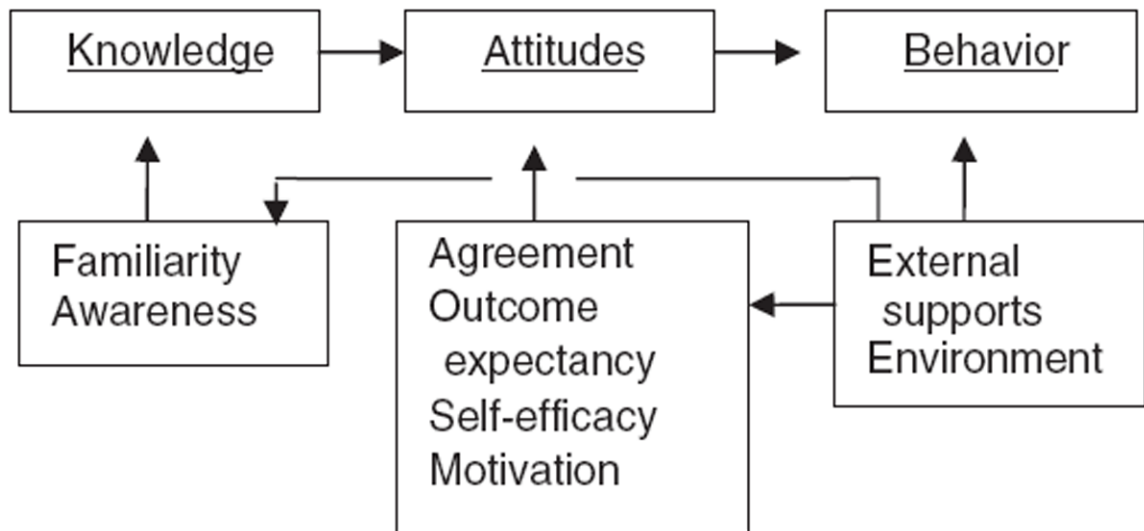 Knowledge
Attitudes
Behavior
Familiarity
Awareness
Agreement
Outcome
expectancy
Self-efficacy
Motivation
External
supports
Environment